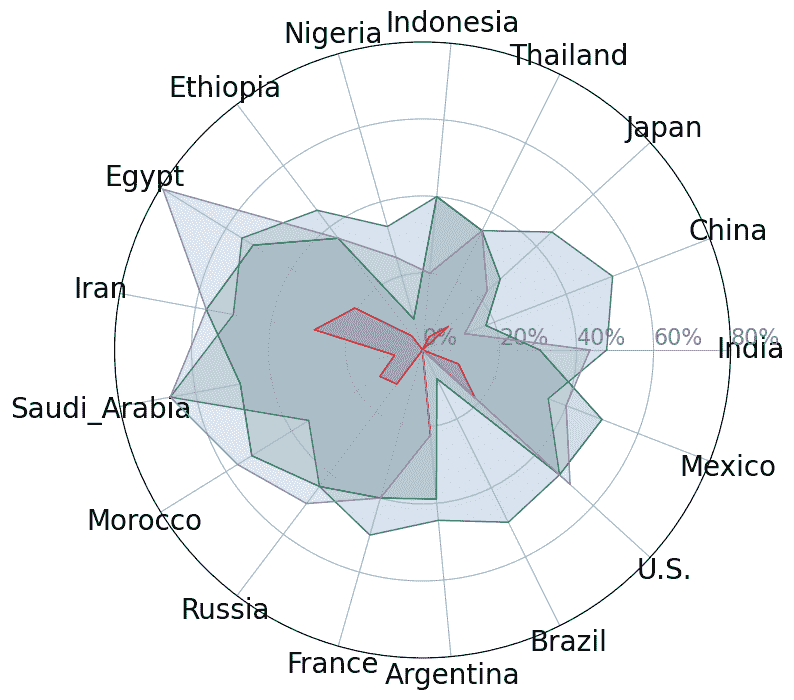 Indonesia
Nigeria
Thailand
Ethiopia
Japan
Egypt
China
Iran
0% 20% 40% 60% 80%
India
Saudi_Arabia
Mexico
Morocco
U.S.
Russia
Brazil
France
Argentina